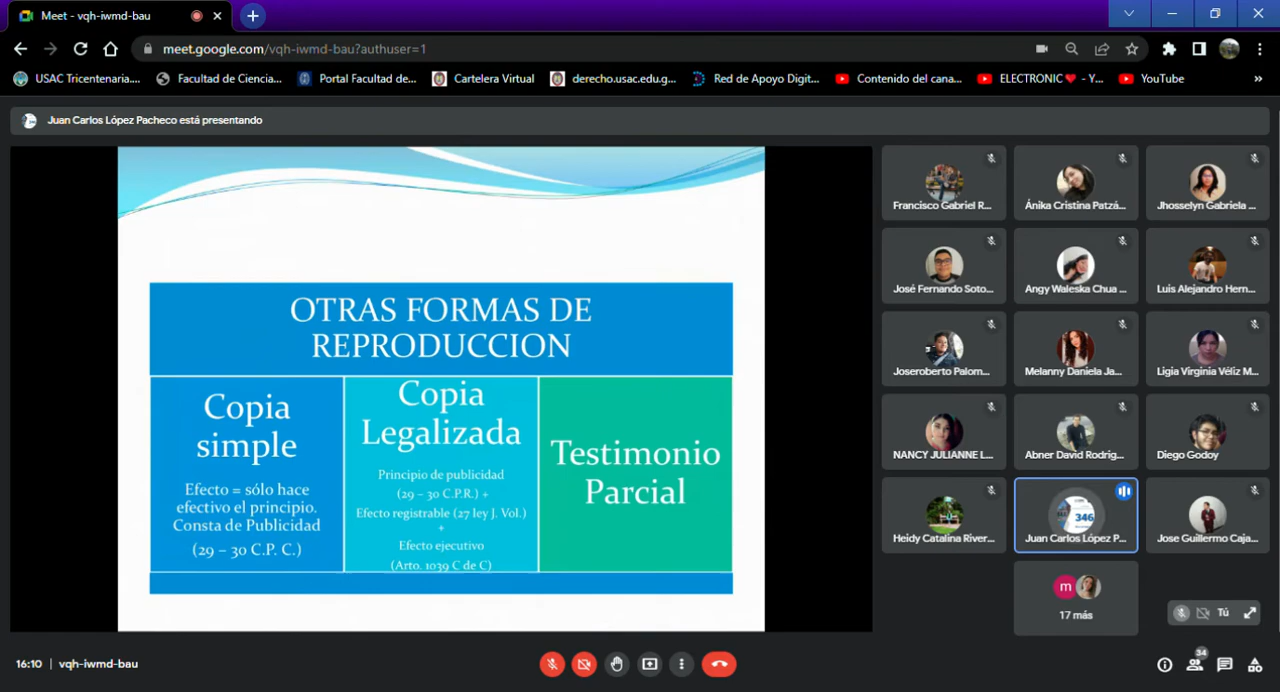 Meet - vqh-iwmd-bau
meet.google.com/vqh-iwmd-bau?authuser=1
USAC Tricentenaria....
Facultad de Ciencia...
Portal Facultad de...
Cartelera Virtual
derecho.usac.edu.g...
Red de Apoyo Digit...
Contenido del cana...
ELECTRONIC❤ - Y...
YouTube
»
Juan Carlos López Pacheco está presentando
OTRAS FORMAS DE
REPRODUCCION
Copia
simple
Efecto = sólo hace
efectivo el principio.
Consta de Publicidad
(29 – 30 C.P. C.)
Copia
Legalizada
Principio de publicidad
(29 – 30 C.P.R.) +
Efecto registrable (27 ley J. Vol.)
+
Efecto ejecutivo
(Arto. 1039 C de C)
Testimonio
Parcial
Francisco Gabriel R...
Ánika Cristina Patzá...
Jhosselyn Gabriela ...
José Fernando Soto...
Angy Waleska Chua ...
Luis Alejandro Hern...
Joseroberto Palom...
Melanny Daniela Ja...
Ligia Virginia Véliz M...
NANCY JULIANNE L...
Abner David Rodrig...
Diego Godoy
Heidy Catalina River...
346
Juan Carlos López P...
Jose Guillermo Caja...
m
17 más
Tú
16:10 | vqh-iwmd-bau
34